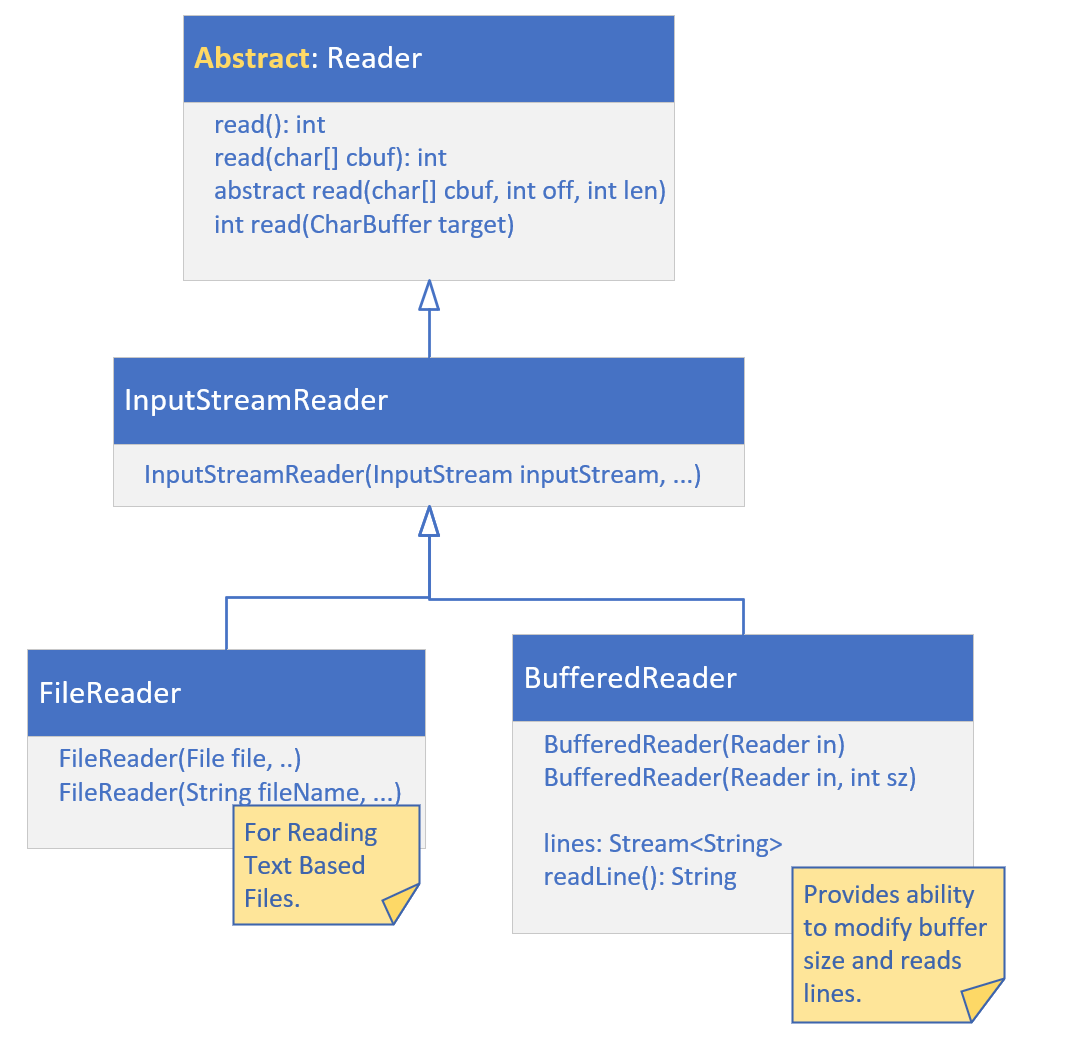 Abstract: Reader
read(): int
read(char[] cbuf): int
abstract read(char[] cbuf, int off, int len)
int read(CharBuffer target)
InputStreamReader
InputStreamReader(InputStream inputStream, ...)
FileReader
FileReader(File file, ..)
FileReader(String fileName, ...)
For Reading
Text Based
Files.
BufferedReader
BufferedReader(Reader in)
BufferedReader(Reader in, int sz)
lines: Stream<String>
readLine(): String
Provides ability
to modify buffer
size and reads
lines.